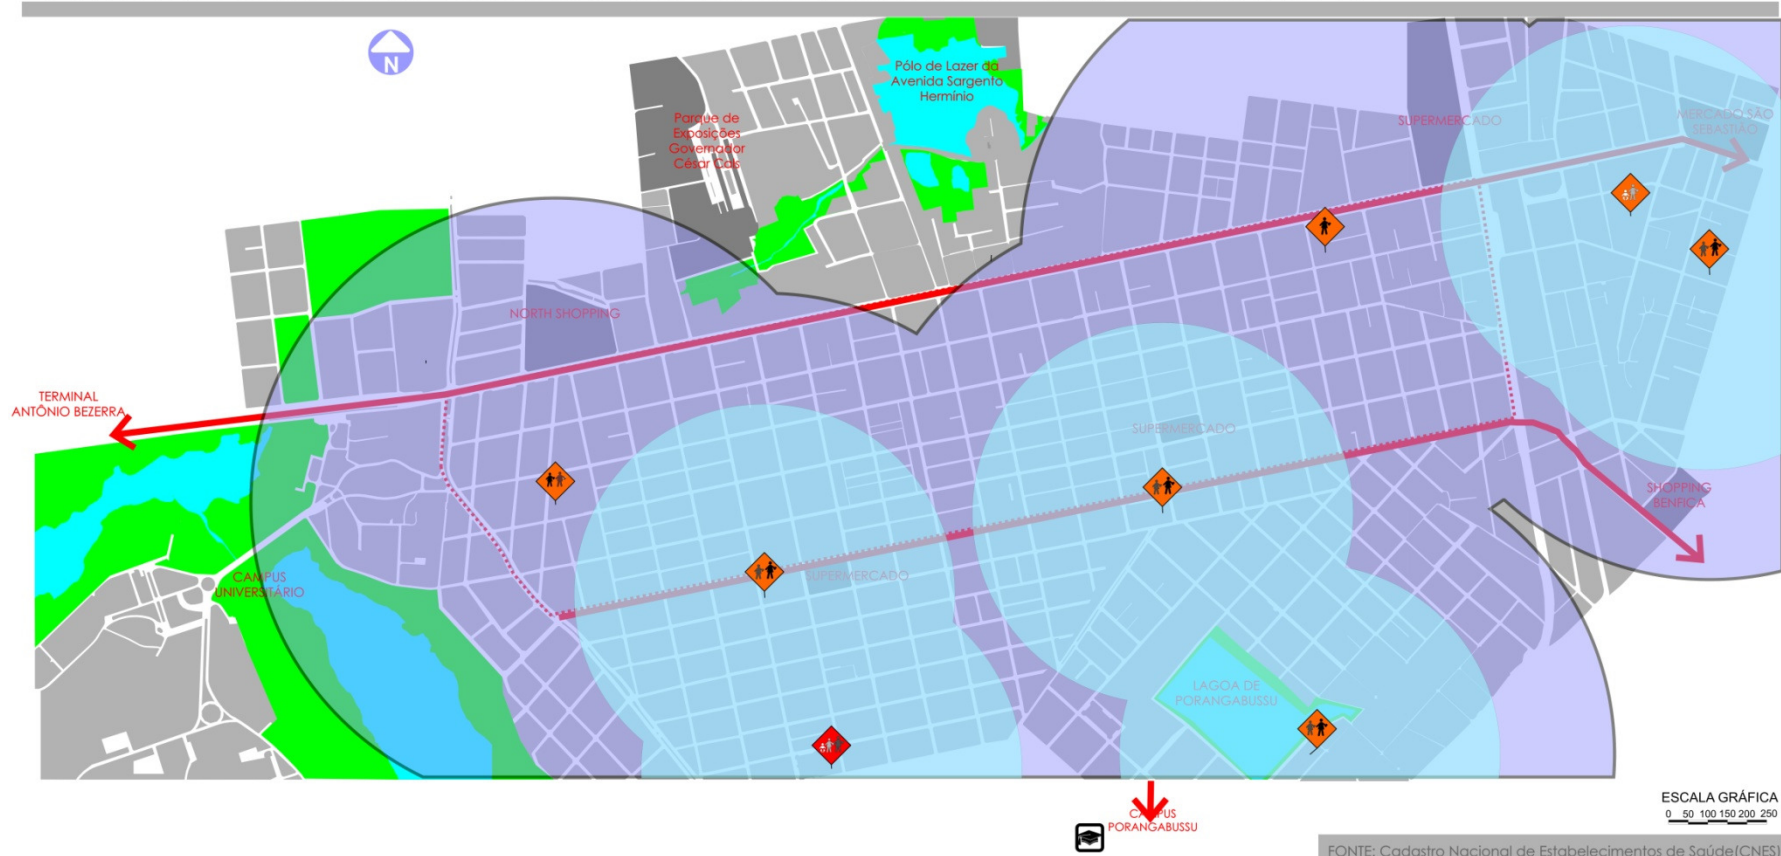 N
Pólo de Lazer da
Avenida Sargento
Hermínio
Parque de
Exposições
Governador
César Cals
SUPERMERCADO
MERCADO SÃO
SEBASTIÃO
NORTH SHOPPING
TERMINAL
ANTÔNIO BEZERRA
SUPERMERCADO
SHOPPING
BENFICA
CAMPUS
UNIVERSITÁRIO
SUPERMERCADO
LAGOA DE
PORANGABUSSU
CAMPUS
PORANGABUSSU
ESCALA GRÁFICA
0 50 100 150 200 250
FONTE: Cadastro Nacional de Estabelecimentos de Saúde(CNES)